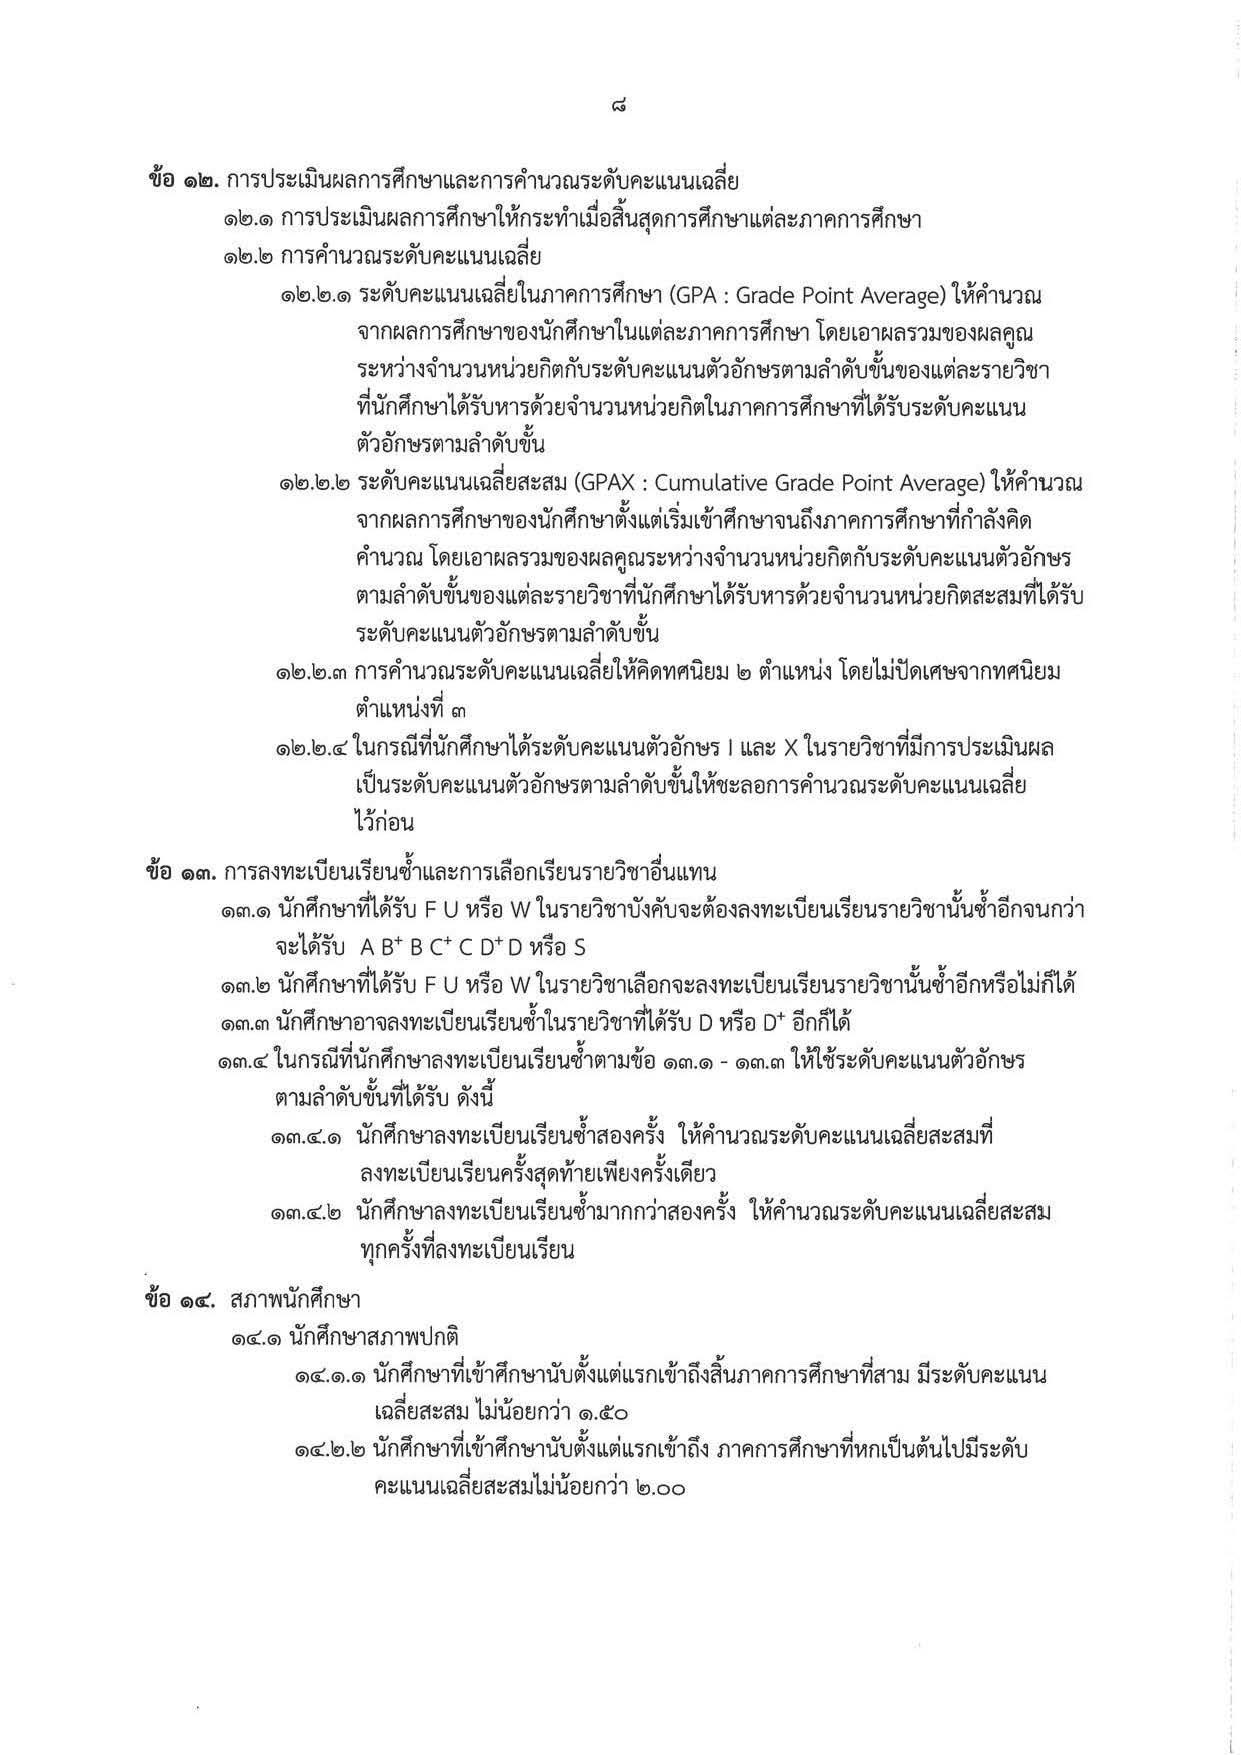 ๘
ข้อ ๑๒. การประเมินผลการศึกษาและการคำนวณระดับคะแนนเฉลี่ย
๑๒.๑ การประเมินผลการศึกษาให้กระทำเมื่อสิ้นสุดการศึกษาแต่ละภาคการศึกษา
๑๒.๒ การคำนวณระดับคะแนนเฉลี่ย
๑๒.๒.๑ ระดับคะแนนเฉลี่ยในภาคการศึกษา (GPA : Grade Point Average) ให้คำนวณ
จากผลการศึกษาของนักศึกษาในแต่ละภาคการศึกษา โดยเอาผลรวมของผลคูณ
ระหว่างจำนวนหน่วยกิตกับระดับคะแนนตัวอักษรตามลำดับขั้นของแต่ละรายวิชา
ที่นักศึกษาได้รับหารด้วยจำนวนหน่วยกิตในภาคการศึกษาที่ได้รับระดับคะแนน
ตัวอักษรตามลำดับขั้น
๑๒.๒.๒ ระดับคะแนนเฉลี่ยสะสม (GPAX : Cumulative Grade Point Average) ให้คำนวณ
จากผลการศึกษาของนักศึกษาตั้งแต่เริ่มเข้าศึกษาจนถึงภาคการศึกษาที่กำลังคิด
คำนวณ โดยเอาผลรวมของผลคูณระหว่างจำนวนหน่วยกิตกับระดับคะแนนตัวอักษร
ตามลำดับขั้นของแต่ละรายวิชาที่นักศึกษาได้รับหารด้วยจำนวนหน่วยกิตสะสมที่ได้รับ
ระดับคะแนนตัวอักษรตามลำดับขั้น
๑๒.๒.๓ การคำนวณระดับคะแนนเฉลี่ยให้คิดทศนิยม ๒ ตำแหน่ง โดยไม่ปัดเศษจากทศนิยม
ตำแหน่งที่ ๓
๑๒.๒.๔ ในกรณีที่นักศึกษาได้ระดับคะแนนตัวอักษร I และ X ในรายวิชาที่มีการประเมินผล
เป็นระดับคะแนนตัวอักษรตามลำดับขั้นให้ชะลอการคำนวณระดับคะแนนเฉลี่ย
ไว้ก่อน
ข้อ ๑๓. การลงทะเบียนเรียนซ้ำและการเลือกเรียนรายวิชาอื่นแทน
๑๓.๑ นักศึกษาที่ได้รับ F U หรือ W ในรายวิชาบังคับจะต้องลงทะเบียนเรียนรายวิชานั้นซ้ำอีกจนกว่า
จะได้รับ A B⁺ B C⁺ C D⁺ D หรือ S
๑๓.๒ นักศึกษาที่ได้รับ F U หรือ W ในรายวิชาเลือกจะลงทะเบียนเรียนรายวิชานั้นซ้ำอีกหรือไม่ก็ได้
๑๓.๓ นักศึกษาอาจลงทะเบียนเรียนซ้ำในรายวิชาที่ได้รับ D หรือ D⁺ อีกก็ได้
๑๓.๔ ในกรณีที่นักศึกษาลงทะเบียนเรียนซ้ำตามข้อ ๑๓.๑ - ๑๓.๓ ให้ใช้ระดับคะแนนตัวอักษร
ตามลำดับขั้นที่ได้รับ ดังนี้
๑๓.๔.๑ นักศึกษาลงทะเบียนเรียนซ้ำสองครั้ง ให้คำนวณระดับคะแนนเฉลี่ยสะสมที่
ลงทะเบียนเรียนครั้งสุดท้ายเพียงครั้งเดียว
๑๓.๔.๒ นักศึกษาลงทะเบียนเรียนซ้ำมากกว่าสองครั้ง ให้คำนวณระดับคะแนนเฉลี่ยสะสม
ทุกครั้งที่ลงทะเบียนเรียน
ข้อ ๑๔. สภาพนักศึกษา
๑๔.๑ นักศึกษาสภาพปกติ
๑๔.๑.๑ นักศึกษาที่เข้าศึกษานับตั้งแต่แรกเข้าถึงสิ้นภาคการศึกษาที่สาม มีระดับคะแนน
เฉลี่ยสะสม ไม่น้อยกว่า ๑.๕๐
๑๔.๒.๒ นักศึกษาที่เข้าศึกษานับตั้งแต่แรกเข้าถึง ภาคการศึกษาที่หกเป็นต้นไปมีระดับ
คะแนนเฉลี่ยสะสมไม่น้อยกว่า ๒.๐๐